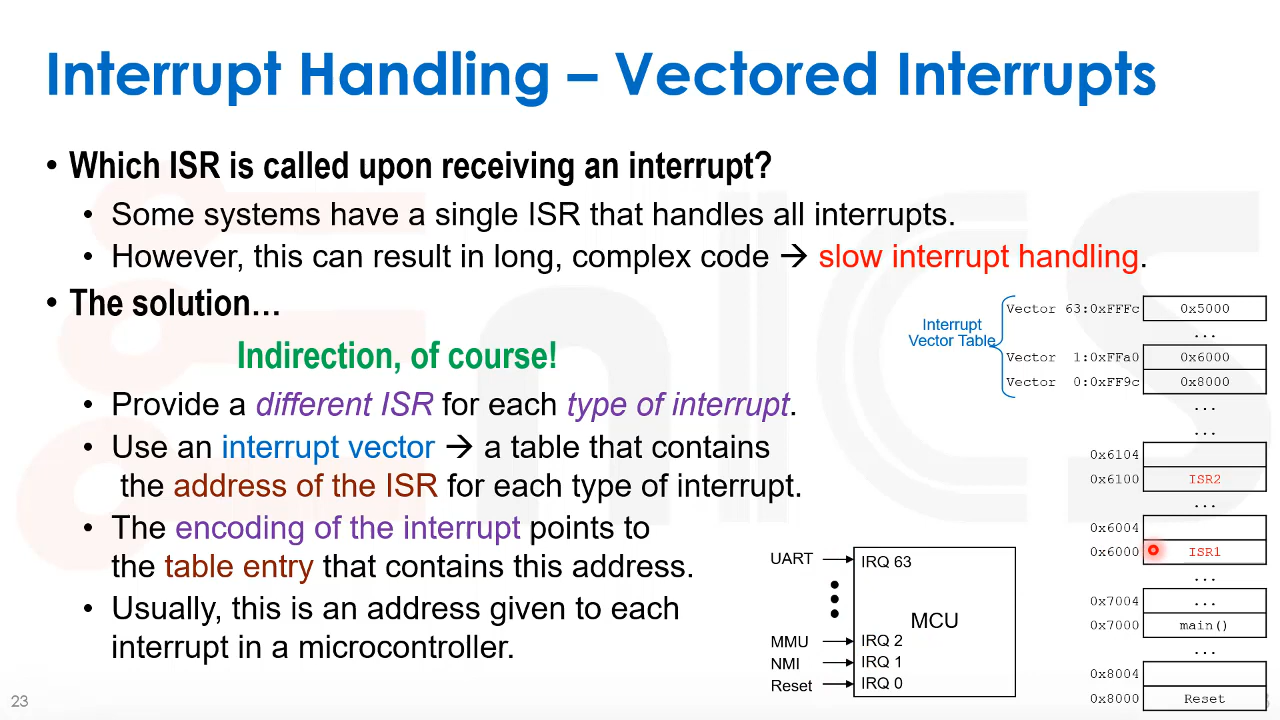 Interrupt Handling – Vectored Interrupts
• Which ISR is called upon receiving an interrupt?
• Some systems have a single ISR that handles all interrupts.
• However, this can result in long, complex code → slow interrupt handling.
• The solution…
Indirection, of course!
• Provide a different ISR for each type of interrupt.
• Use an interrupt vector → a table that contains
the address of the ISR for each type of interrupt.
• The encoding of the interrupt points to
the table entry that contains this address.
• Usually, this is an address given to each
interrupt in a microcontroller.
Interrupt
Vector Table
Vector 63:0xFFFc 0x5000
...
Vector 1:0xFFa0 0x6000
Vector 0:0xFF9c 0x8000
...
...
0x6104
0x6100 ISR2
...
0x6004
0x6000 ISR1
...
0x7004 ...
0x7000 main()
...
0x8004
0x8000 Reset
UART IRQ 63
MCU
MMU IRQ 2
NMI IRQ 1
Reset IRQ 0
nICS
23